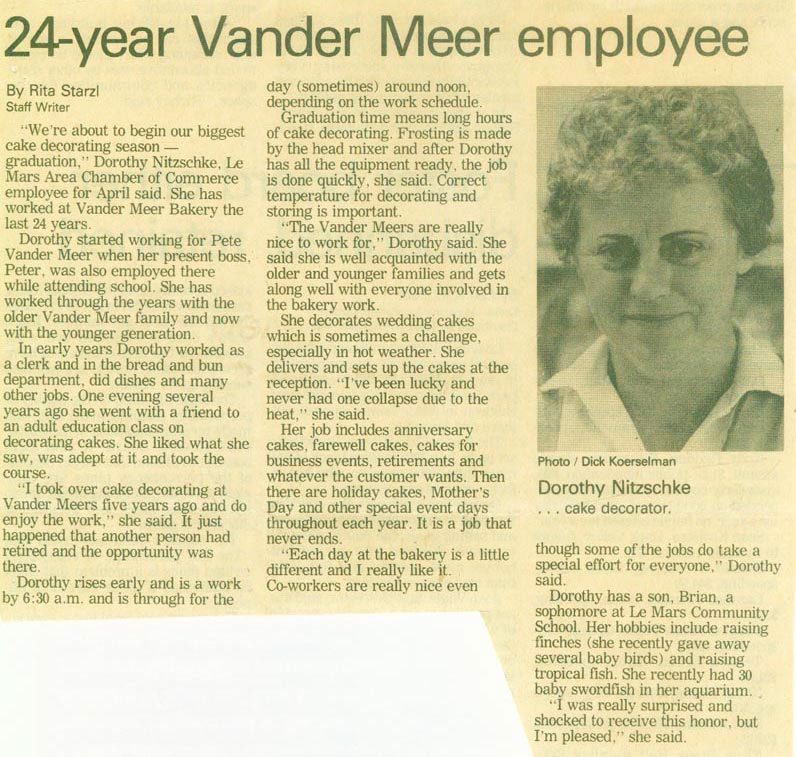 24-year Vander Meer employee
By Rita Starzl
Staff Writer
"We're about to begin our biggest
cake decorating season —
graduation," Dorothy Nitzschke, Le
Mars Area Chamber of Commerce
employee for April said. She has
worked at Vander Meer Bakery the
last 24 years.
Dorothy started working for Pete
Vander Meer when her present boss,
Peter, was also employed there
while attending school. She has
worked through the years with the
older Vander Meer family and now
with the younger generation.
In early years Dorothy worked as
a clerk and in the bread and bun
department, did dishes and many
other jobs. One evening several
years ago she went with a friend to
an adult education class on
decorating cakes. She liked what she
saw, was adept at it and took the
course.
"I took over cake decorating at
Vander Meers five years ago and do
enjoy the work," she said. It just
happened that another person had
retired and the opportunity was
there.
Dorothy rises early and is a work
by 6:30 a.m. and is through for the
day (sometimes) around noon,
depending on the work schedule.
Graduation time means long hours
of cake decorating. Frosting is made
by the head mixer and after Dorothy
has all the equipment ready, the job
is done quickly, she said. Correct
temperature for decorating and
storing is important.
"The Vander Meers are really
nice to work for," Dorothy said. She
said she is well acquainted with the
older and younger families and gets
along well with everyone involved in
the bakery work.
She decorates wedding cakes
which is sometimes a challenge,
especially in hot weather. She
delivers and sets up the cakes at the
reception. "I've been lucky and
never had one collapse due to the
heat," she said.
Her job includes anniversary
cakes, farewell cakes, cakes for
business events, retirements and
whatever the customer wants. Then
there are holiday cakes, Mother's
Day and other special event days
throughout each year. It is a job that
never ends.
"Each day at the bakery is a little
different and I really like it.
Co-workers are really nice even
Photo / Dick Koerselman
Dorothy Nitzschke
. . . cake decorator.
though some of the jobs do take a
special effort for everyone," Dorothy
said.
Dorothy has a son, Brian, a
sophomore at Le Mars Community
School. Her hobbies include raising
finches (she recently gave away
several baby birds) and raising
tropical fish. She recently had 30
baby swordfish in her aquarium.
"I was really surprised and
shocked to receive this honor, but
I'm pleased," she said.